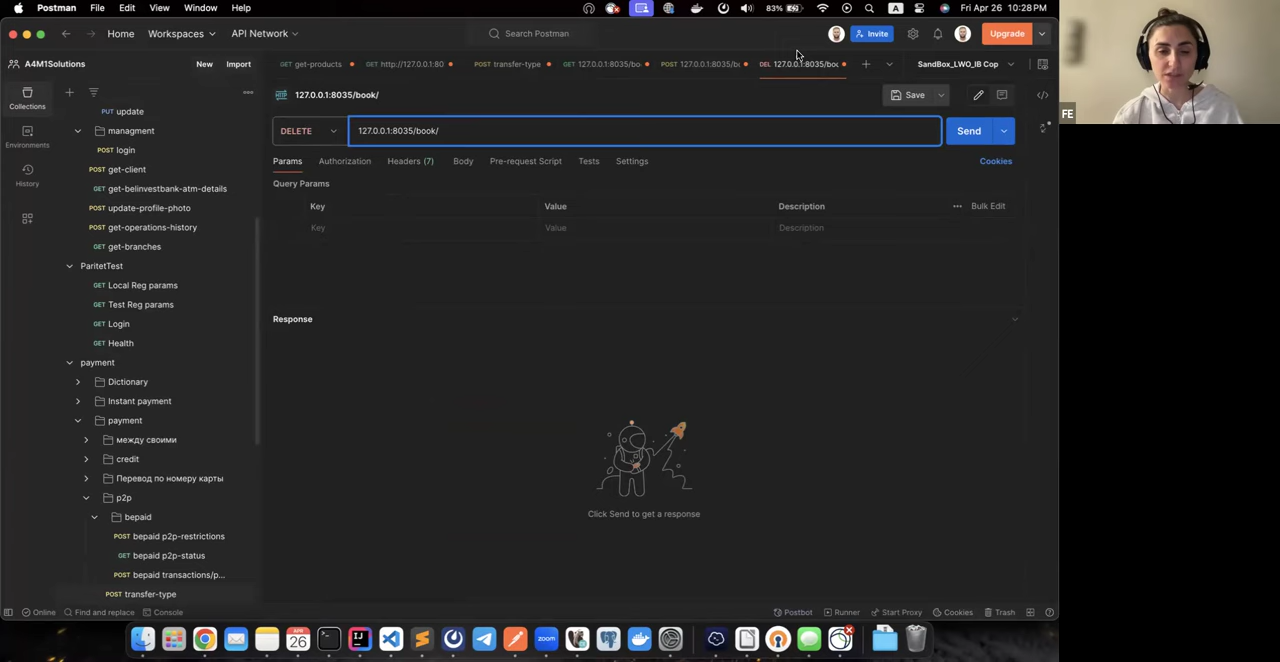 Postman File Edit View Window Help
83% A Fri Apr 26 10:28 PM
Home Workspaces API Network Search Postman Invite Upgrade
A4M1Solutions New Import
get-products GET http://127.0.0.1:80 POST transfer-type GET 127.0.0.1:8035/bo POST 127.0.0.1:8035/bo DEL 127.0.0.1:8035/boo SandBox_LWO_IB Cop
Collections
Environments
History
POST update
managment
POST login
GET get-client
GET get-belinvestbank-atm-details
POST update-profile-photo
POST get-operations-history
GET get-branches
ParitetTest
GET Local Reg params
GET Test Reg params
GET Login
GET Health
payment
Dictionary
Instant payment
payment
между своими
credit
Перевод по номеру карты
p2p
bepaid
POST bepaid p2p-restrictions
GET bepaid p2p-status
POST bepaid transactions/p...
POST transfer-type
HTTP 127.0.0.1:8035/book/ Save
DELETE 127.0.0.1:8035/book/ Send
Params Authorization Headers (7) Body Pre-request Script Tests Settings Cookies
Query Params
Key Value Description Bulk Edit
Key Value Description
Response
Click Send to get a response
Online Find and replace Console Postbot Runner Start Proxy Cookies Trash
FE
APR
26